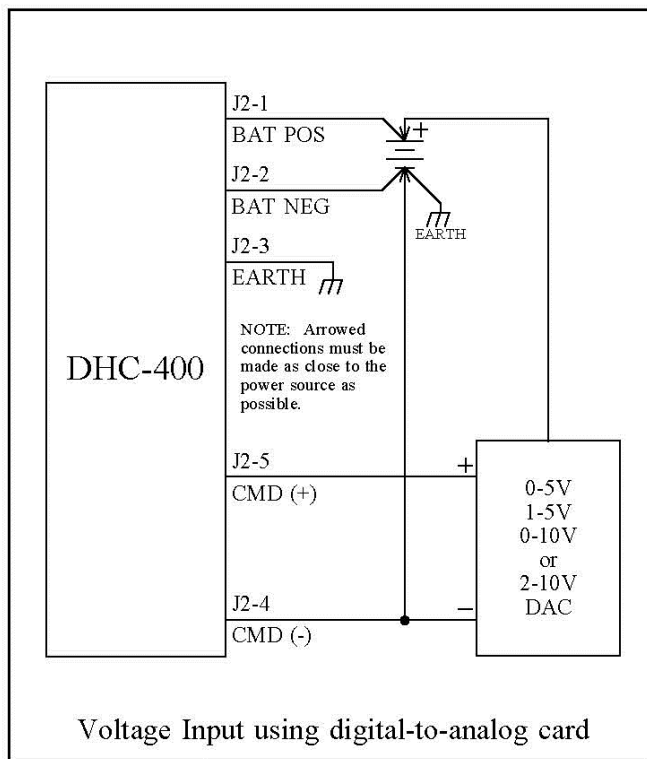 J2-1
BAT POS
+
J2-2
BAT NEG
EARTH
J2-3
EARTH
NOTE: Arrowed
connections must be
made as close to the
power source as
possible.
DHC-400
J2-5
CMD (+)
+
0-5V
1-5V
0-10V
or
2-10V
DAC
J2-4
CMD (-)
−
Voltage Input using digital-to-analog card